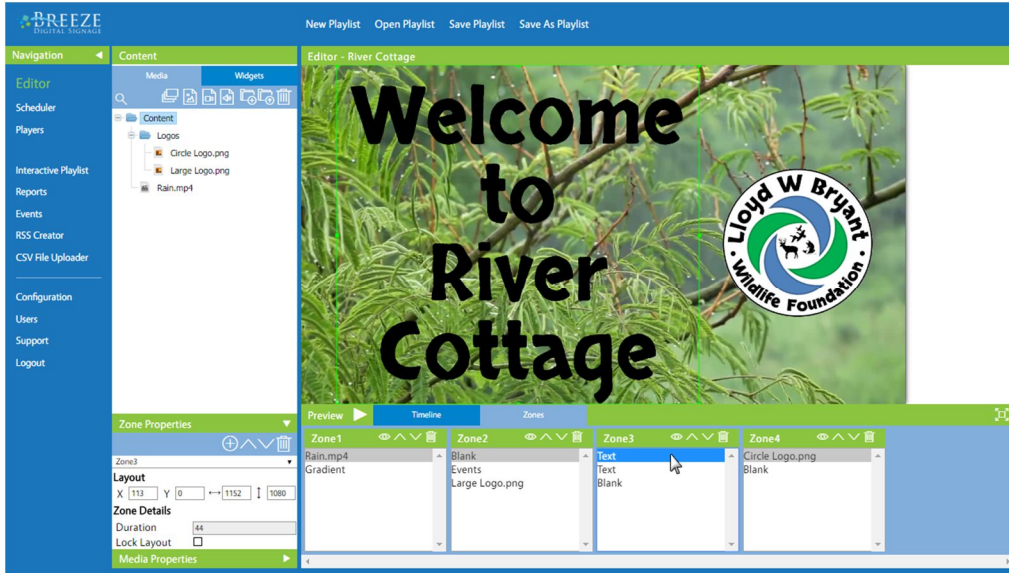 BREEZE
DIGITAL SIGNAGE
New Playlist Open Playlist Save Playlist Save As Playlist
Navigation
Editor
Scheduler
Players
Interactive Playlist
Reports
Events
RSS Creator
CSV File Uploader
Configuration
Users
Support
Logout
Content
Media Widgets
Content
Logos
Circle Logo.png
Large Logo.png
Rain.mp4
Zone Properties
Zone3
Layout
X 113 Y 0 1152 1080
Zone Details
Duration 44
Lock Layout
Media Properties
Editor - River Cottage
Welcome
to
River
Cottage
Lloyd W Bryant
Wildlife Foundation
Preview Timeline Zones
Zone1
Rain.mp4
Gradient
Zone2
Blank
Events
Large Logo.png
Zone3
Text
Text
Blank
Zone4
Circle Logo.png
Blank